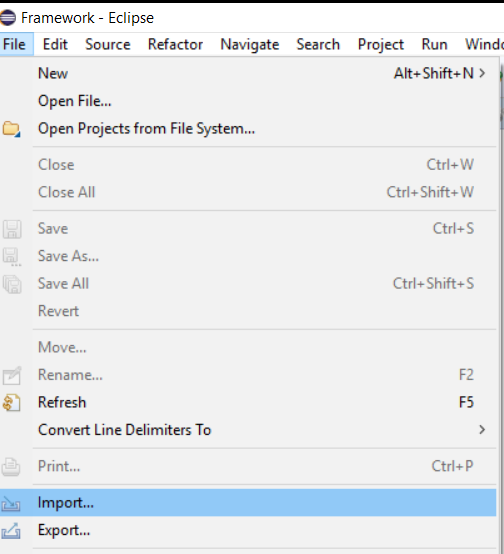 Framework - Eclipse
File Edit Source Refactor Navigate Search Project Run
New Alt+Shift+N >
Open File...
Open Projects from File System...
Close Ctrl+W
Close All Ctrl+Shift+W
Save Ctrl+S
Save As...
Save All Ctrl+Shift+S
Revert
Move...
Rename... F2
Refresh F5
Convert Line Delimiters To >
Print... Ctrl+P
Import...
Export...